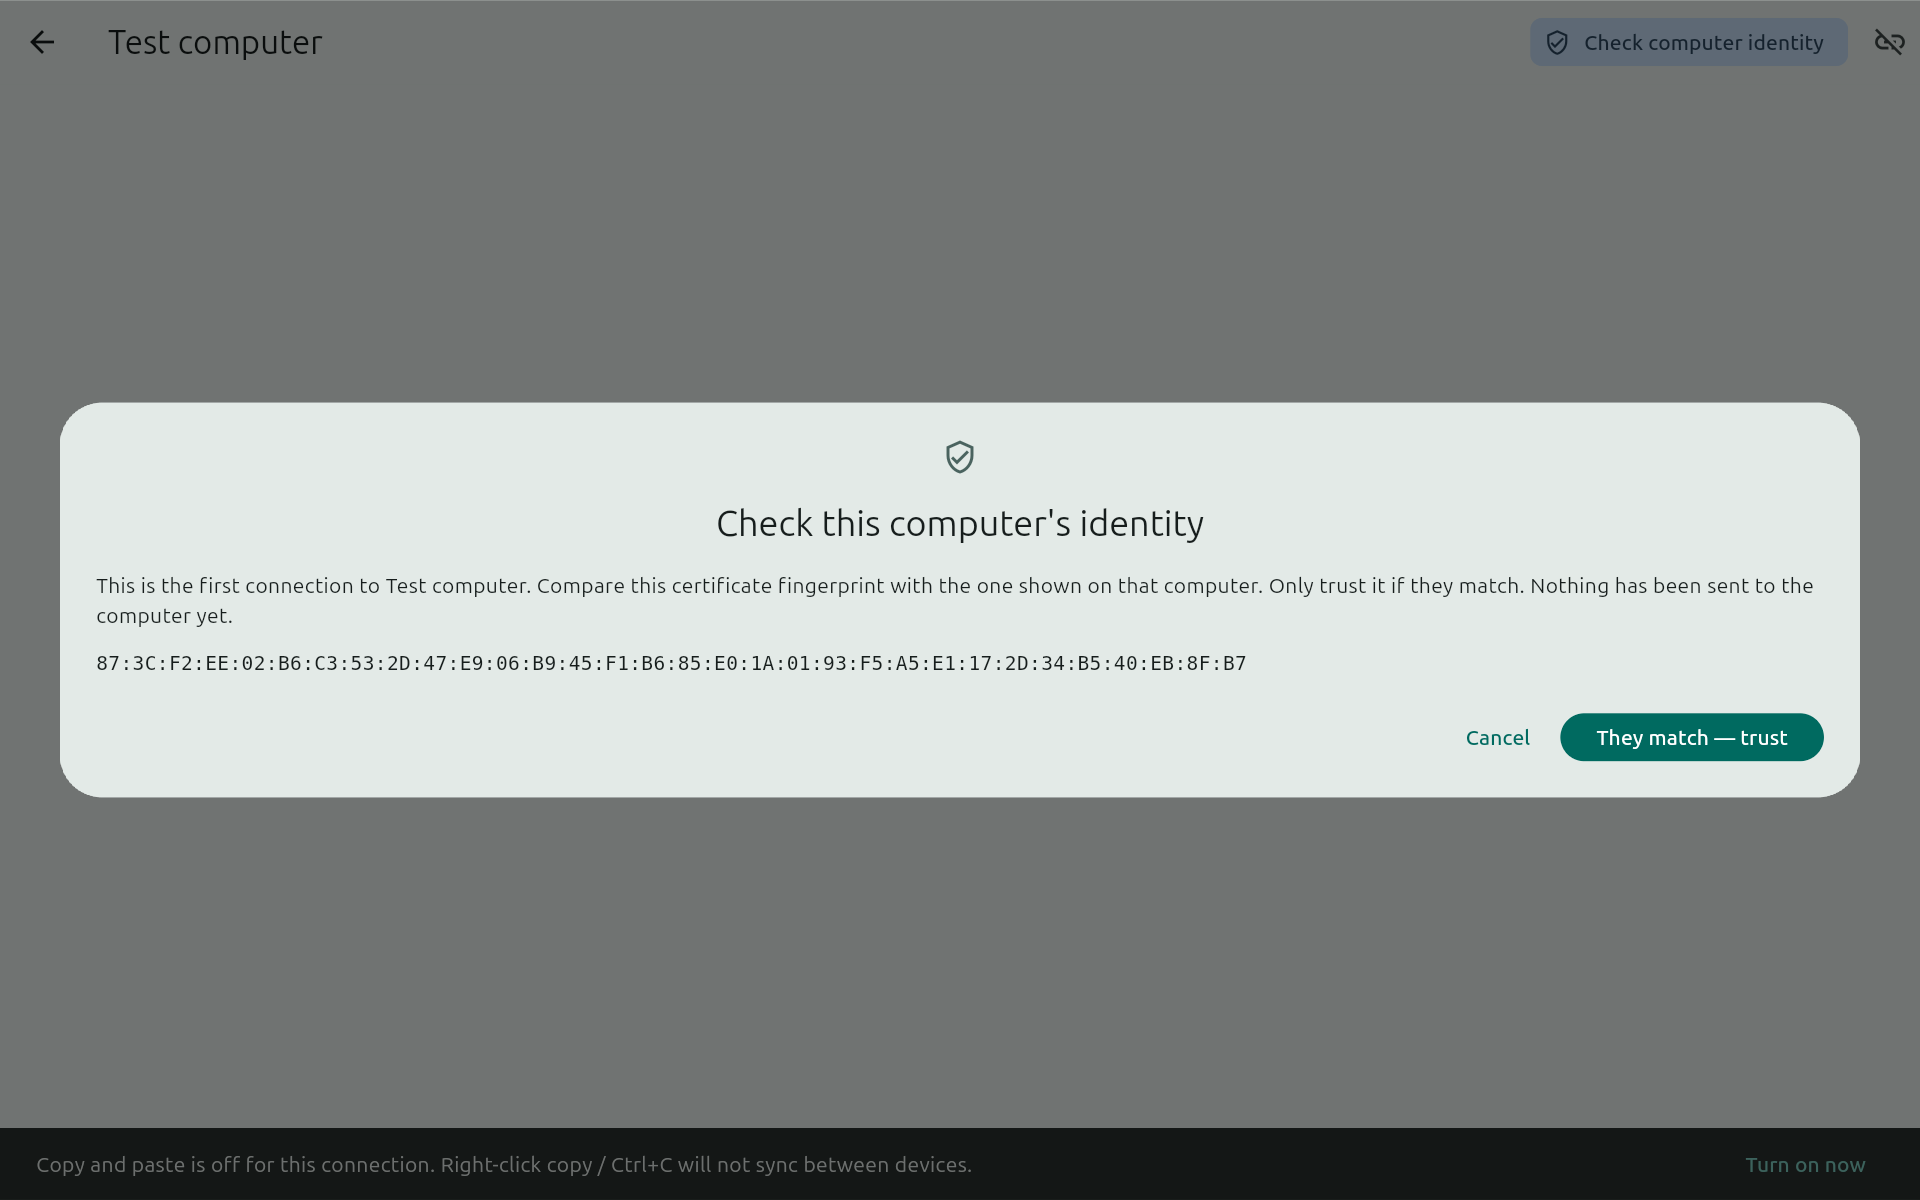 Test computer
Check computer identity
Check this computer's identity
This is the first connection to Test computer. Compare this certificate fingerprint with the one shown on that computer. Only trust it if they match. Nothing has been sent to the
computer yet.
87:3C:F2:EE:02:B6:C3:53:2D:47:E9:06:B9:45:F1:B6:85:E0:1A:01:93:F5:A5:E1:17:2D:34:B5:40:EB:8F:B7
Cancel
They match — trust
Copy and paste is off for this connection. Right-click copy / Ctrl+C will not sync between devices.
Turn on now